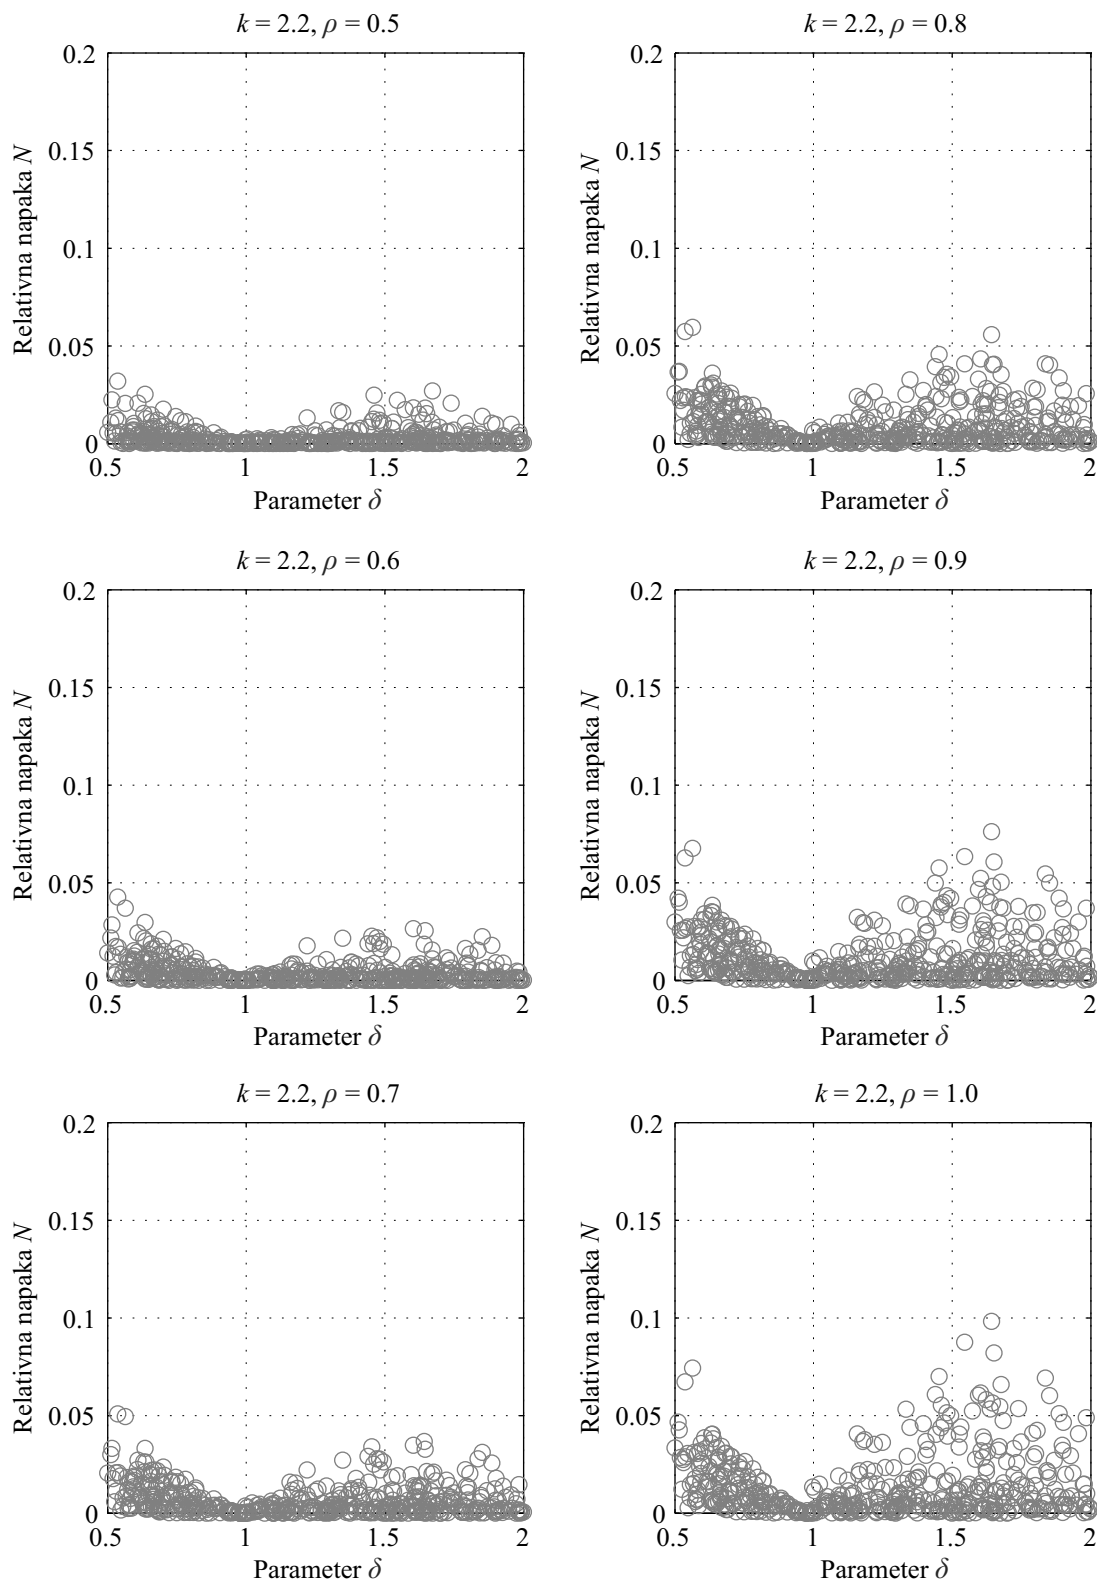 k = 2.2, ρ = 0.5
0.2
0.15
0.1
0.05
0
Relativna napaka N
0.5 1 1.5 2
Parameter δ
k = 2.2, ρ = 0.8
0.2
0.15
0.1
0.05
0
Relativna napaka N
0.5 1 1.5 2
Parameter δ
k = 2.2, ρ = 0.6
0.2
0.15
0.1
0.05
0
Relativna napaka N
0.5 1 1.5 2
Parameter δ
k = 2.2, ρ = 0.9
0.2
0.15
0.1
0.05
0
Relativna napaka N
0.5 1 1.5 2
Parameter δ
k = 2.2, ρ = 0.7
0.2
0.15
0.1
0.05
0
Relativna napaka N
0.5 1 1.5 2
Parameter δ
k = 2.2, ρ = 1.0
0.2
0.15
0.1
0.05
0
Relativna napaka N
0.5 1 1.5 2
Parameter δ